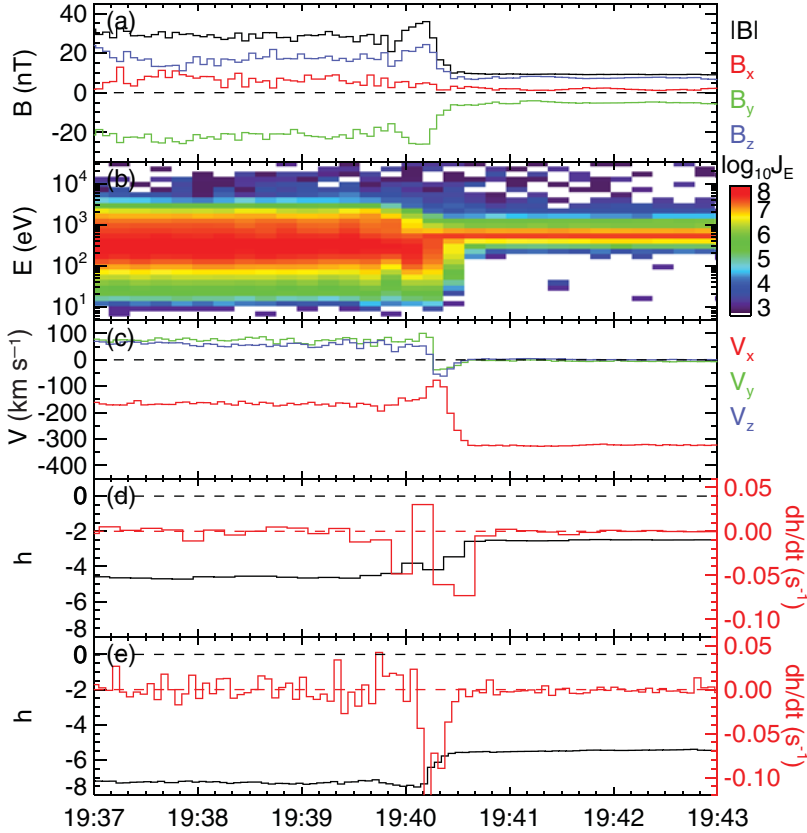 (a)
40
20
0
-20
B (nT)
|B|
Bx
By
Bz
(b)
10⁴
10³
10²
10¹
E (eV)
log₁₀J_E
8
7
6
5
4
3
(c)
100
0
-100
-200
-300
-400
V (km s⁻¹)
Vx
Vy
Vz
(d)
0
-2
-4
-6
-8
h
0.05
0.00
-0.05
-0.10
dh/dt (s⁻¹)
(e)
0
-2
-4
-6
-8
h
0.05
0.00
-0.05
-0.10
dh/dt (s⁻¹)
19:37 19:38 19:39 19:40 19:41 19:42 19:43